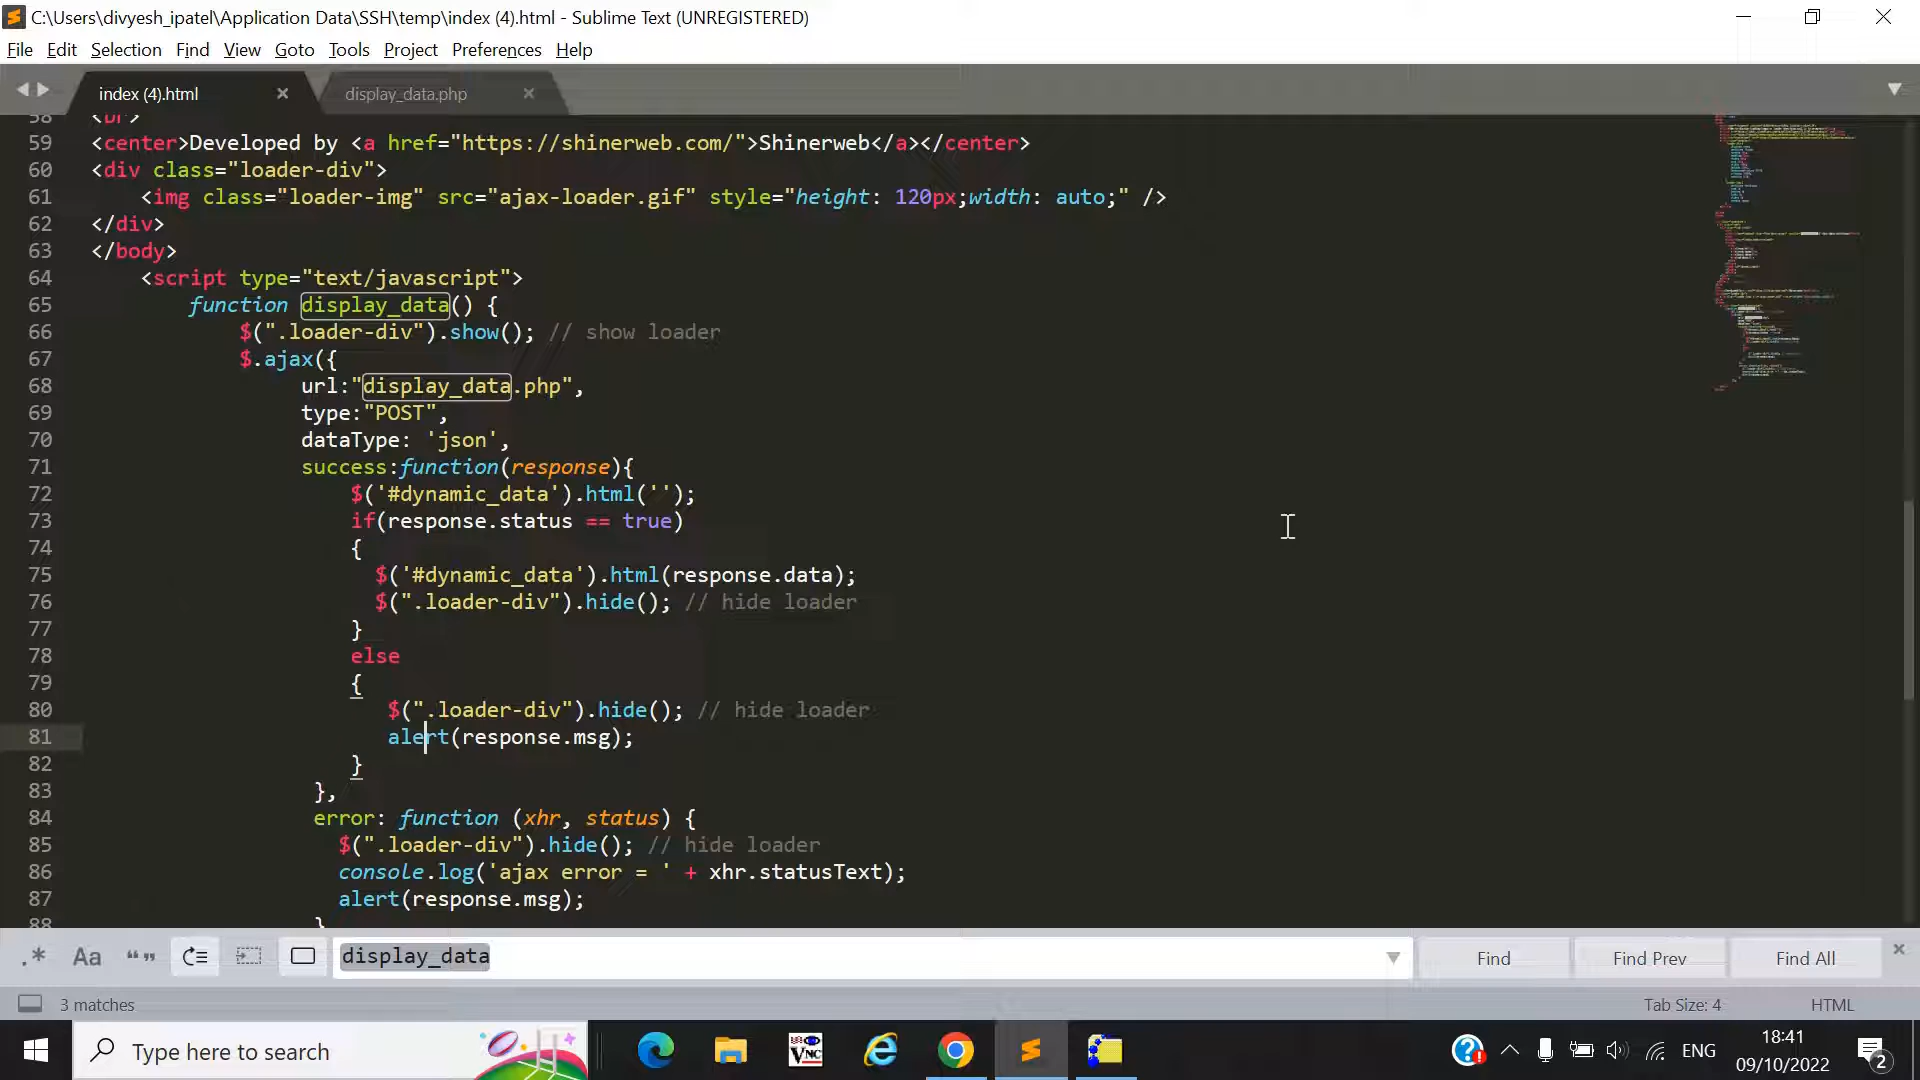 C:\Users\divyesh_ipatel\Application Data\SSH\temp\index (4).html - Sublime Text (UNREGISTERED)
File Edit Selection Find View Goto Tools Project Preferences Help
index (4).html
display_data.php
58 <br>
59 <center>Developed by <a href="https://shinerweb.com/">Shinerweb</a></center>
60 <div class="loader-div">
61 <img class="loader-img" src="ajax-loader.gif" style="height: 120px;width: auto;" />
62 </div>
63 </body>
64 <script type="text/javascript">
65 function display_data() {
66 $(".loader-div").show(); // show loader
67 $.ajax({
68 url:"display_data.php",
69 type:"POST",
70 dataType: 'json',
71 success:function(response){
72 $('#dynamic_data').html('');
73 if(response.status == true)
74 {
75 $('#dynamic_data').html(response.data);
76 $(".loader-div").hide(); // hide loader
77 }
78 else
79 {
80 $(".loader-div").hide(); // hide loader
81 alert(response.msg);
82 }
83 },
84 error: function (xhr, status) {
85 $(".loader-div").hide(); // hide loader
86 console.log('ajax error = ' + xhr.statusText);
87 alert(response.msg);
88 }
.* Aa “” display_data Find Find Prev Find All
3 matches Tab Size: 4 HTML
Type here to search
ENG
18:41
09/10/2022
2